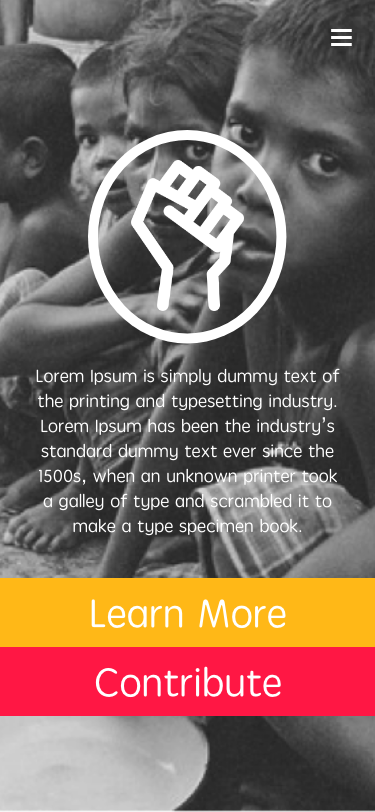 Lorem Ipsum is simply dummy text of
the printing and typesetting industry.
Lorem Ipsum has been the industry’s
standard dummy text ever since the
1500s, when an unknown printer took
a galley of type and scrambled it to
make a type specimen book.
Learn More
Contribute